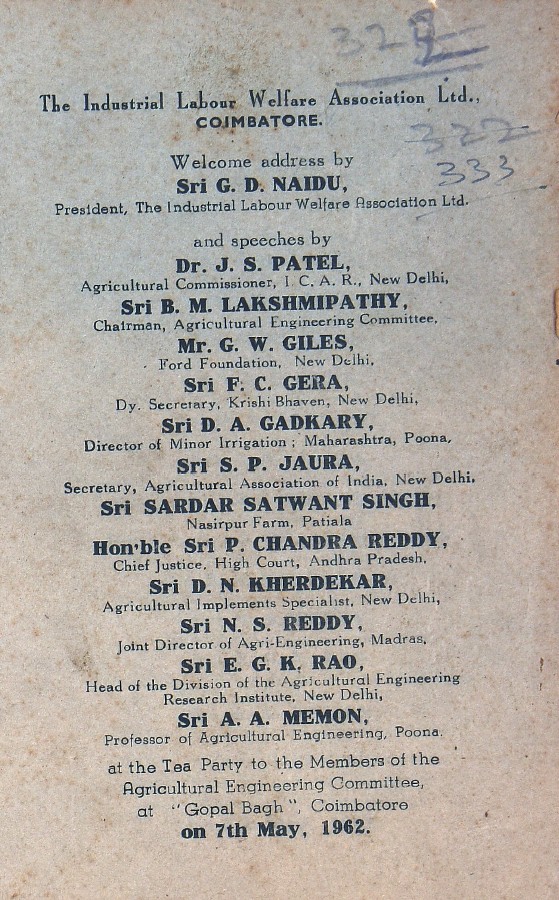 328
The Industrial Labour Welfare Association Ltd.,
COIMBATORE.
322
333
Welcome address by
Sri G. D. NAIDU,
President, The Industrial Labour Welfare Association Ltd.
and speeches by
Dr. J. S. PATEL,
Agricultural Commissioner, I. C. A. R., New Delhi,
Sri B. M. LAKSHMIPATHY,
Chairman, Agricultural Engineering Committee,
Mr. G. W. GILES,
Ford Foundation, New Delhi,
Sri F. C. GERA,
Dy. Secretary, Krishi Bhaven, New Delhi,
Sri D. A. GADKARY,
Director of Minor Irrigation ; Maharashtra, Poona,
Sri S. P. JAURA,
Secretary, Agricultural Association of India, New Delhi,
Sri SARDAR SATWANT SINGH,
Nasirpur Farm, Patiala
Hon'ble Sri P. CHANDRA REDDY,
Chief Justice, High Court, Andhra Pradesh,
Sri D. N. KHERDEKAR,
Agricultural Implements Specialist, New Delhi,
Sri N. S. REDDY,
Joint Director of Agri-Engineering, Madras,
Sri E. G. K. RAO,
Head of the Division of the Agricultural Engineering
Research Institute, New Delhi,
Sri A. A. MEMON,
Professor of Agricultural Engineering, Poona.
at the Tea Party to the Members of the
Agricultural Engineering Committee,
at "Gopal Bagh", Coimbatore
on 7th May, 1962.